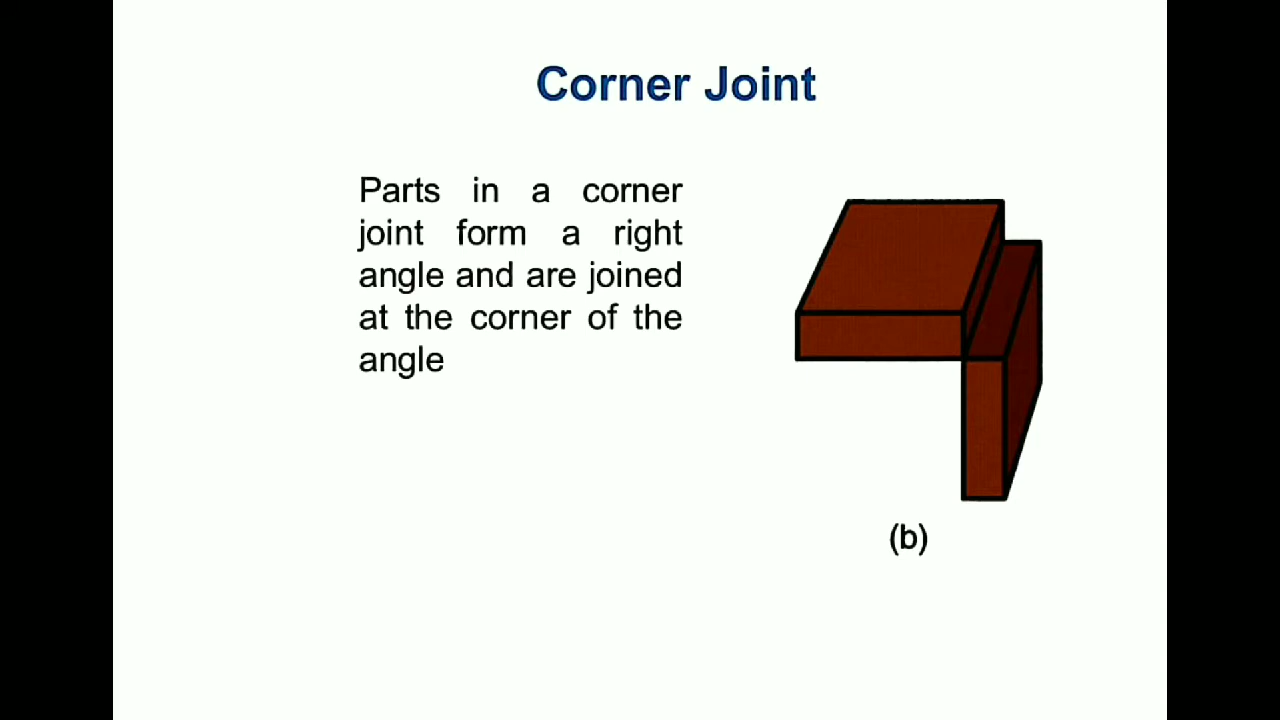 Corner Joint
Parts in a corner
joint form a right
angle and are joined
at the corner of the
angle
(b)